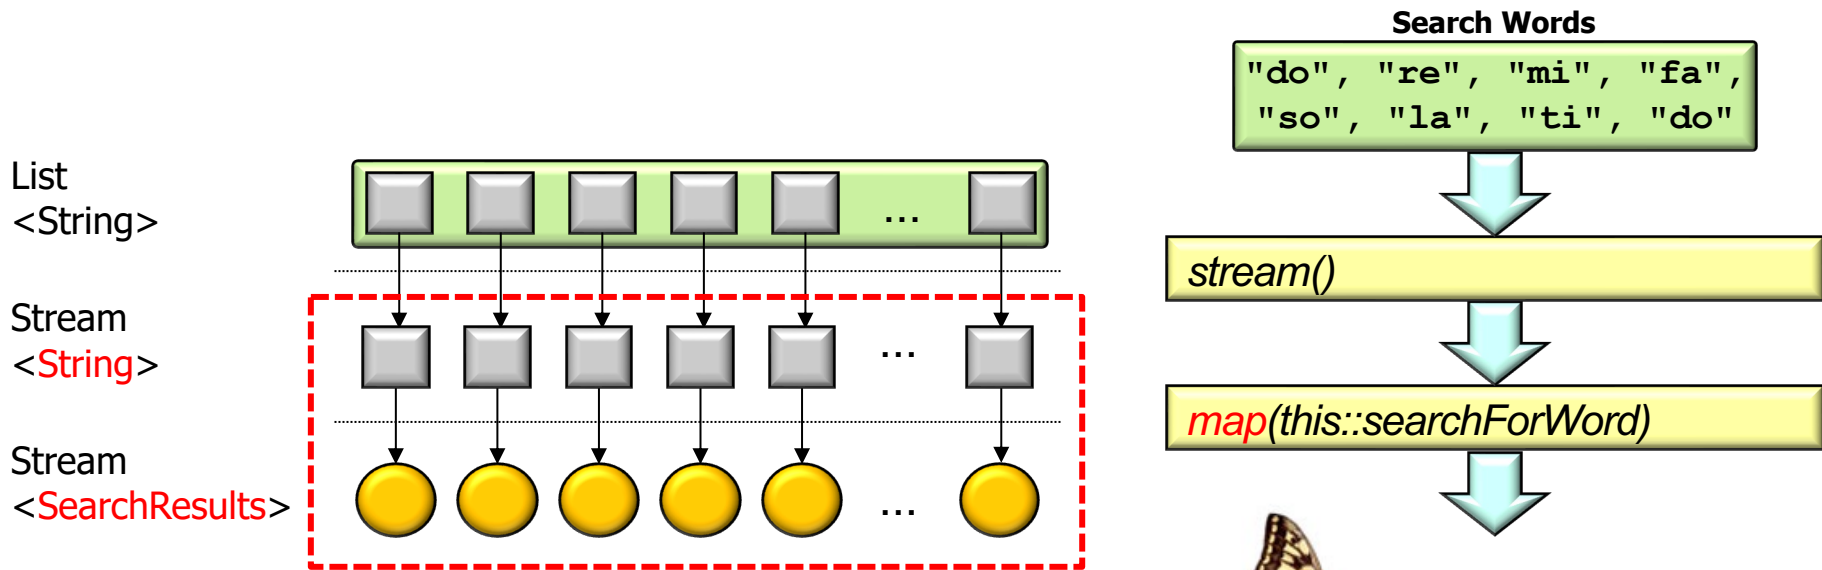 List
<String>
...
Stream
<String>
...
Stream
<SearchResults>
...
Search Words
"do", "re", "mi", "fa",
"so", "la", "ti", "do"
stream()
map(this::searchForWord)